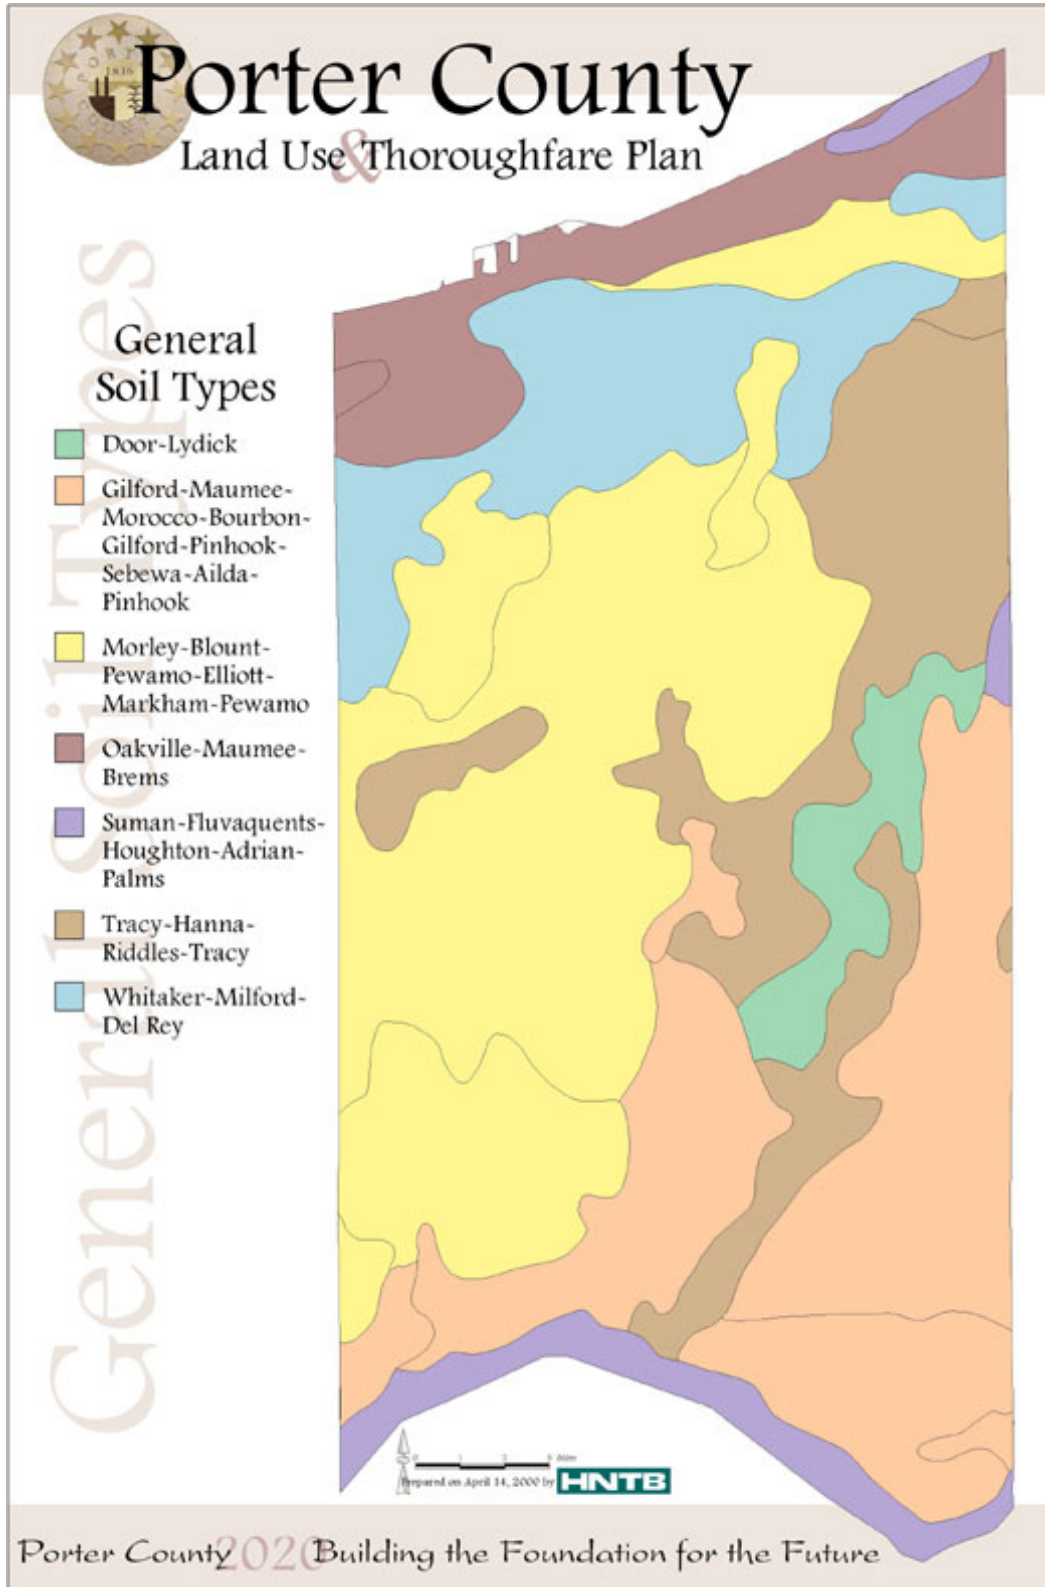 Porter County
Land Use & Thoroughfare Plan
PORT
1836
General Soil Types
General
Soil Types
Door-Lydick
Gilford-Maumee-
Morocco-Bourbon-
Gilford-Pinhook-
Sebewa-Ailda-
Pinhook
Morley-Blount-
Pewamo-Elliott-
Markham-Pewamo
Oakville-Maumee-
Brems
Suman-Fluvaquents-
Houghton-Adrian-
Palms
Tracy-Hanna-
Riddles-Tracy
Whitaker-Milford-
Del Rey
Miles
Prepared on April 14, 2000 by HNTB
Porter County 2020 Building the Foundation for the Future